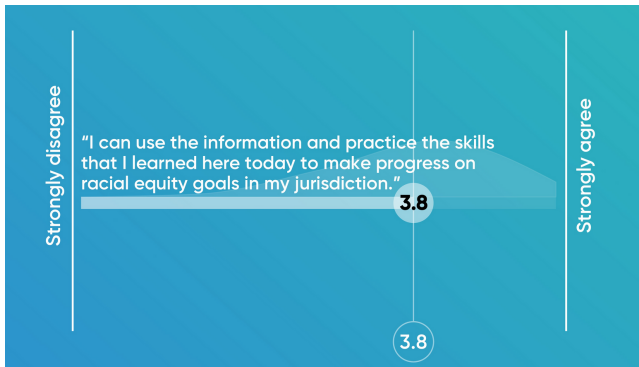 Strongly disagree
“I can use the information and practice the skills
that I learned here today to make progress on
racial equity goals in my jurisdiction.”
3.8
Strongly agree
3.8